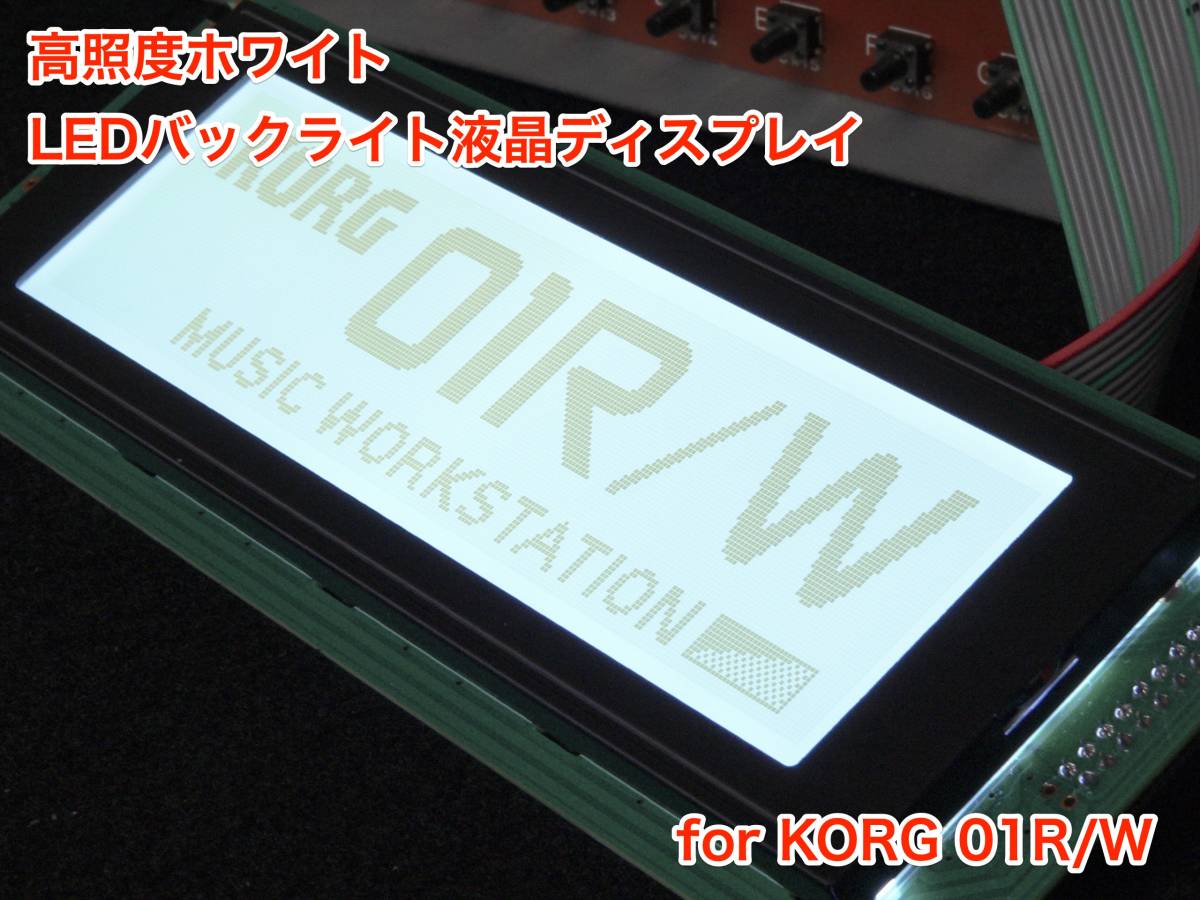 高照度ホワイト
LEDバックライト液晶ディスプレイ
KORG
01R/W
MUSIC WORKSTATION
for KORG 01R/W